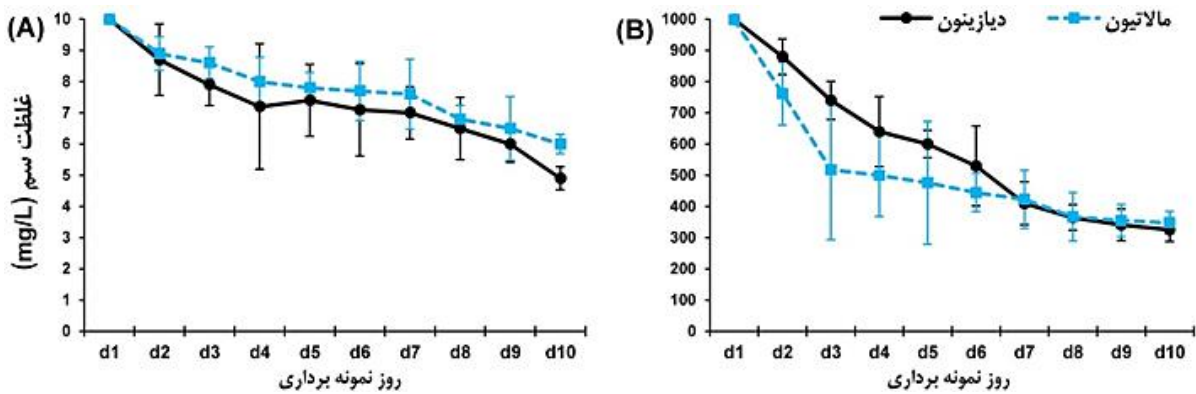 (A)
غلظت سم (mg/L)
10
9
8
7
6
5
4
3
2
1
0
d1 d2 d3 d4 d5 d6 d7 d8 d9 d10
روز نمونه برداری
(B)
دیازینون
مالاتیون
1000
900
800
700
600
500
400
300
200
100
0
d1 d2 d3 d4 d5 d6 d7 d8 d9 d10
روز نمونه برداری